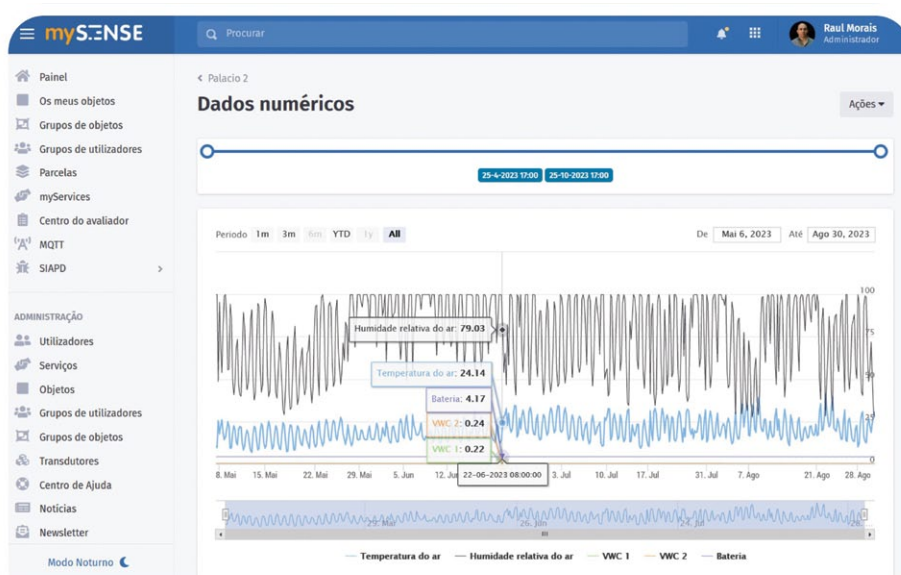 mySENSE
Procurar
Raul Morais
Administrador
Painel
Os meus objetos
Grupos de objetos
Grupos de utilizadores
Parcelas
myServices
Centro do avaliador
MQTT
SIAPD
ADMINISTRAÇÃO
Utilizadores
Serviços
Objetos
Grupos de utilizadores
Grupos de objetos
Transdutores
Centro de Ajuda
Notícias
Newsletter
Modo Noturno
Palacio 2
Dados numéricos
Ações
25-4-2023 17:00 25-10-2023 17:00
Periodo 1m 3m 6m YTD 1y All
De Mai 6, 2023 Até Ago 30, 2023
100
75
50
25
0
Humidade relativa do ar: 79.03
Temperatura do ar: 24.14
Bateria: 4.17
VWC 2: 0.24
VWC 1: 0.22
22-06-2023 08:00:00
8. Mai 15. Mai 22. Mai 29. Mai 5. Jun 12. Jun 3. Jul 10. Jul 17. Jul 31. Jul 7. Ago 21. Ago 28. Ago
29. Mai 26. Jun 24. Jul 28.
Temperatura do ar Humidade relativa do ar VWC 1 VWC 2 Bateria